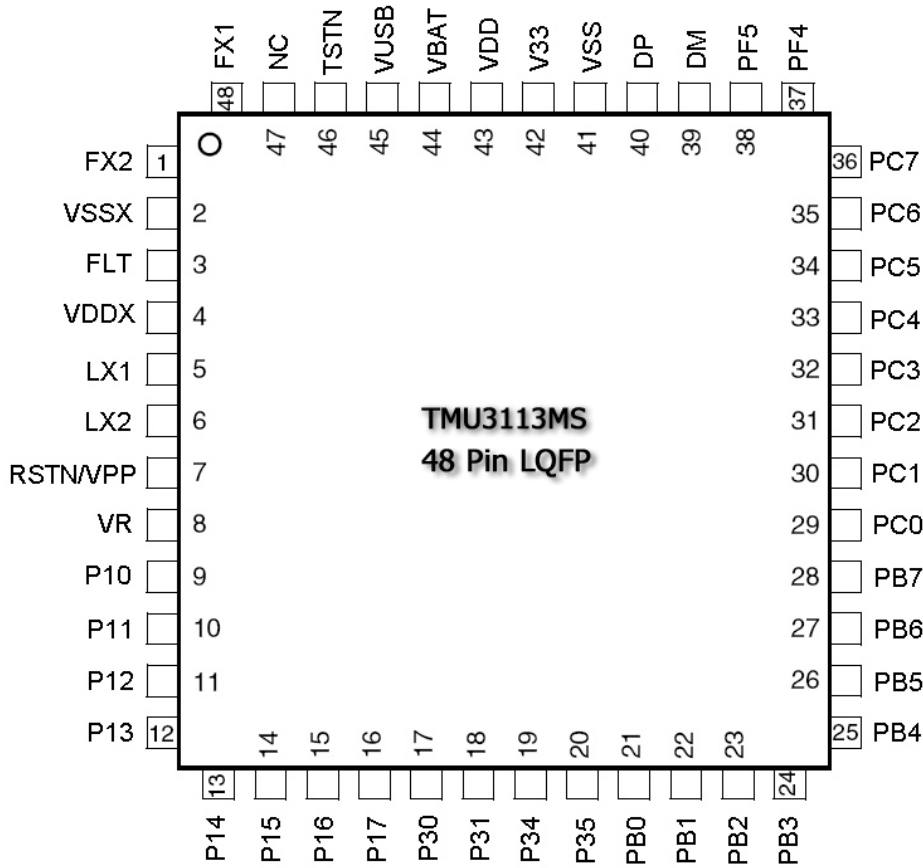 FX1
NC
TSTN
VUSB
VBAT
VDD
V33
VSS
DP
DM
PF5
PF4
48
47
46
45
44
43
42
41
40
39
38
37
FX2 1
VSSX 2
FLT 3
VDDX 4
LX1 5
LX2 6
RSTN/VPP 7
VR 8
P10 9
P11 10
P12 11
P13 12
TMU3113MS
48 Pin LQFP
36 PC7
35 PC6
34 PC5
33 PC4
32 PC3
31 PC2
30 PC1
29 PC0
28 PB7
27 PB6
26 PB5
25 PB4
13
14
15
16
17
18
19
20
21
22
23
24
P14
P15
P16
P17
P30
P31
P34
P35
PB0
PB1
PB2
PB3